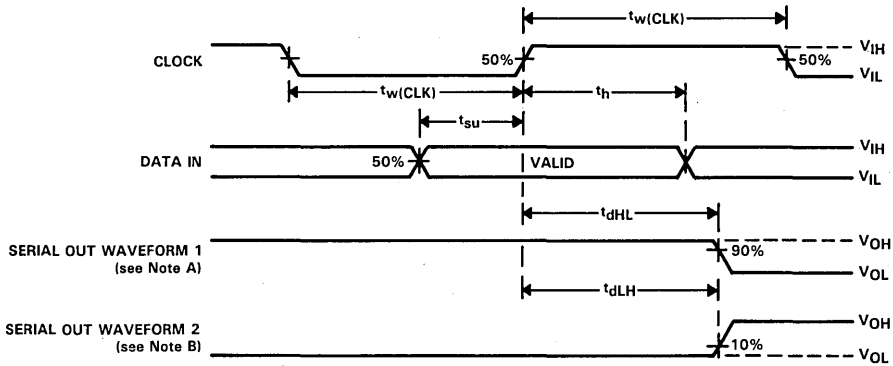 tw(CLK)
CLOCK
50%
50%
VIH
VIL
tw(CLK)
th
tsu
DATA IN
50%
VALID
VIH
VIL
tdHL
SERIAL OUT WAVEFORM 1
(see Note A)
90%
VOH
VOL
tdLH
SERIAL OUT WAVEFORM 2
(see Note B)
10%
VOH
VOL